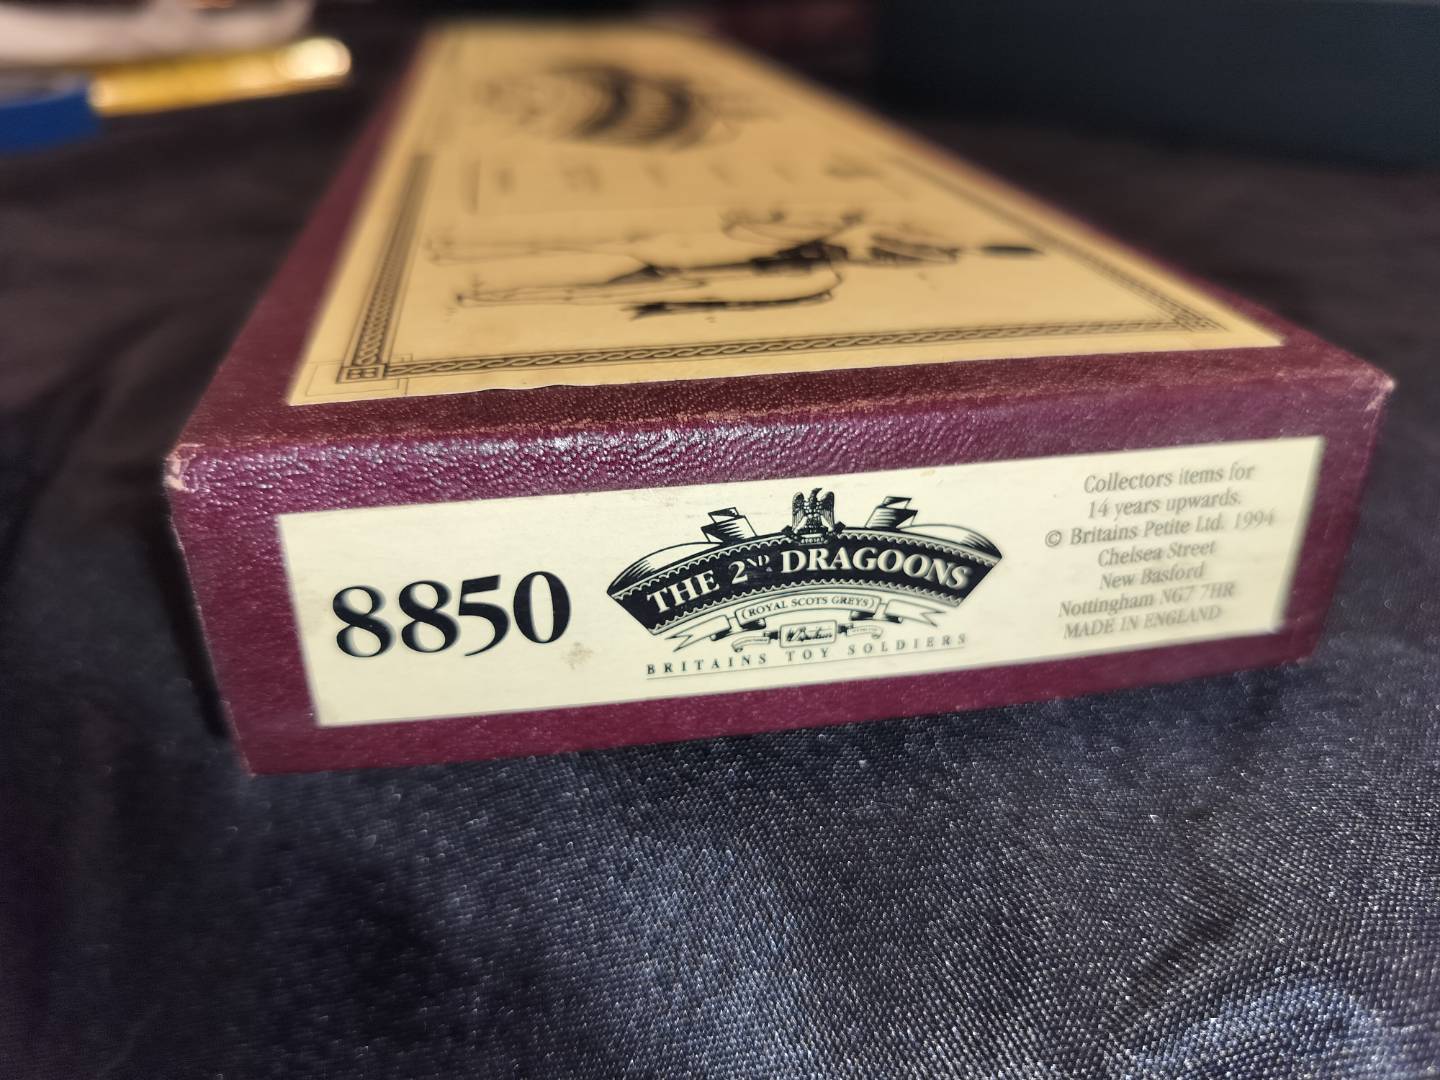 8850
THE 2ND DRAGOONS
ROYAL SCOTS GREYS
Britains
BRITAINS TOY SOLDIERS
Collectors items for
14 years upwards.
© Britains Petite Ltd. 1994
Chelsea Street
New Basford
Nottingham NG7 7HR
MADE IN ENGLAND